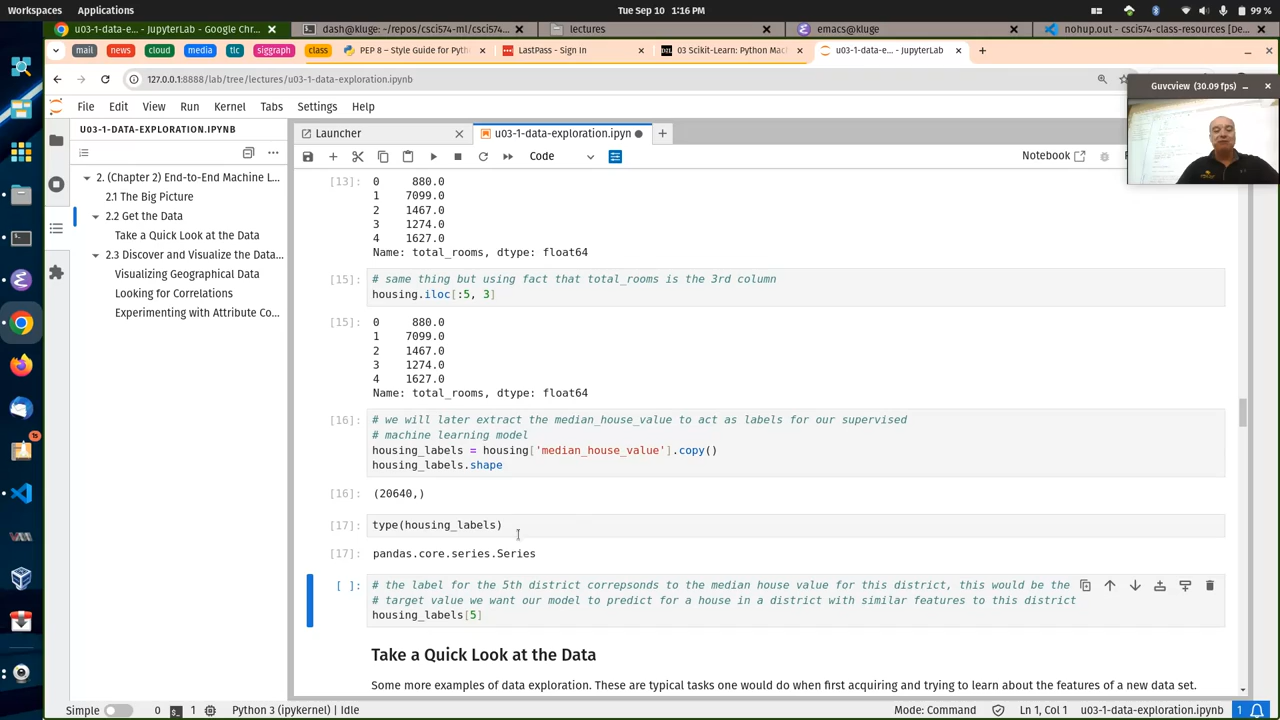 Workspaces
Applications
Tue Sep 10 1:16 PM
99 %
u03-1-data-e... - JupyterLab - Google Chr...
dash@kluge: ~/repos/csci574-ml/csci574...
lectures
emacs@kluge
nohup.out - csci574-class-resources [De...
mail
news
cloud
media
tlc
siggraph
class
PEP 8 – Style Guide for Pyth
LastPass - Sign In
03 Scikit-Learn: Python Mac
u03-1-data-e... - JupyterLab
127.0.0.1:8888/lab/tree/lectures/u03-1-data-exploration.ipynb
Guvcview (30.09 fps)
File Edit View Run Kernel Tabs Settings Help
U03-1-DATA-EXPLORATION.IPYNB
Launcher
u03-1-data-exploration.ipyn
Code
Notebook
2. (Chapter 2) End-to-End Machine L...
2.1 The Big Picture
2.2 Get the Data
Take a Quick Look at the Data
2.3 Discover and Visualize the Data...
Visualizing Geographical Data
Looking for Correlations
Experimenting with Attribute Co...
15
[13]: 0 880.0
1 7099.0
2 1467.0
3 1274.0
4 1627.0
Name: total_rooms, dtype: float64
[15]: # same thing but using fact that total_rooms is the 3rd column
housing.iloc[:5, 3]
[15]: 0 880.0
1 7099.0
2 1467.0
3 1274.0
4 1627.0
Name: total_rooms, dtype: float64
[16]: # we will later extract the median_house_value to act as labels for our supervised
# machine learning model
housing_labels = housing['median_house_value'].copy()
housing_labels.shape
[16]: (20640,)
[17]: type(housing_labels)
[17]: pandas.core.series.Series
[ ]: # the label for the 5th district correpsonds to the median house value for this district, this would be the
# target value we want our model to predict for a house in a district with similar features to this district
housing_labels[5]
Take a Quick Look at the Data
Some more examples of data exploration. These are typical tasks one would do when first acquiring and trying to learn about the features of a new data set.
Simple 0 1 Python 3 (ipykernel) | Idle
Mode: Command Ln 1, Col 1 u03-1-data-exploration.ipynb 1